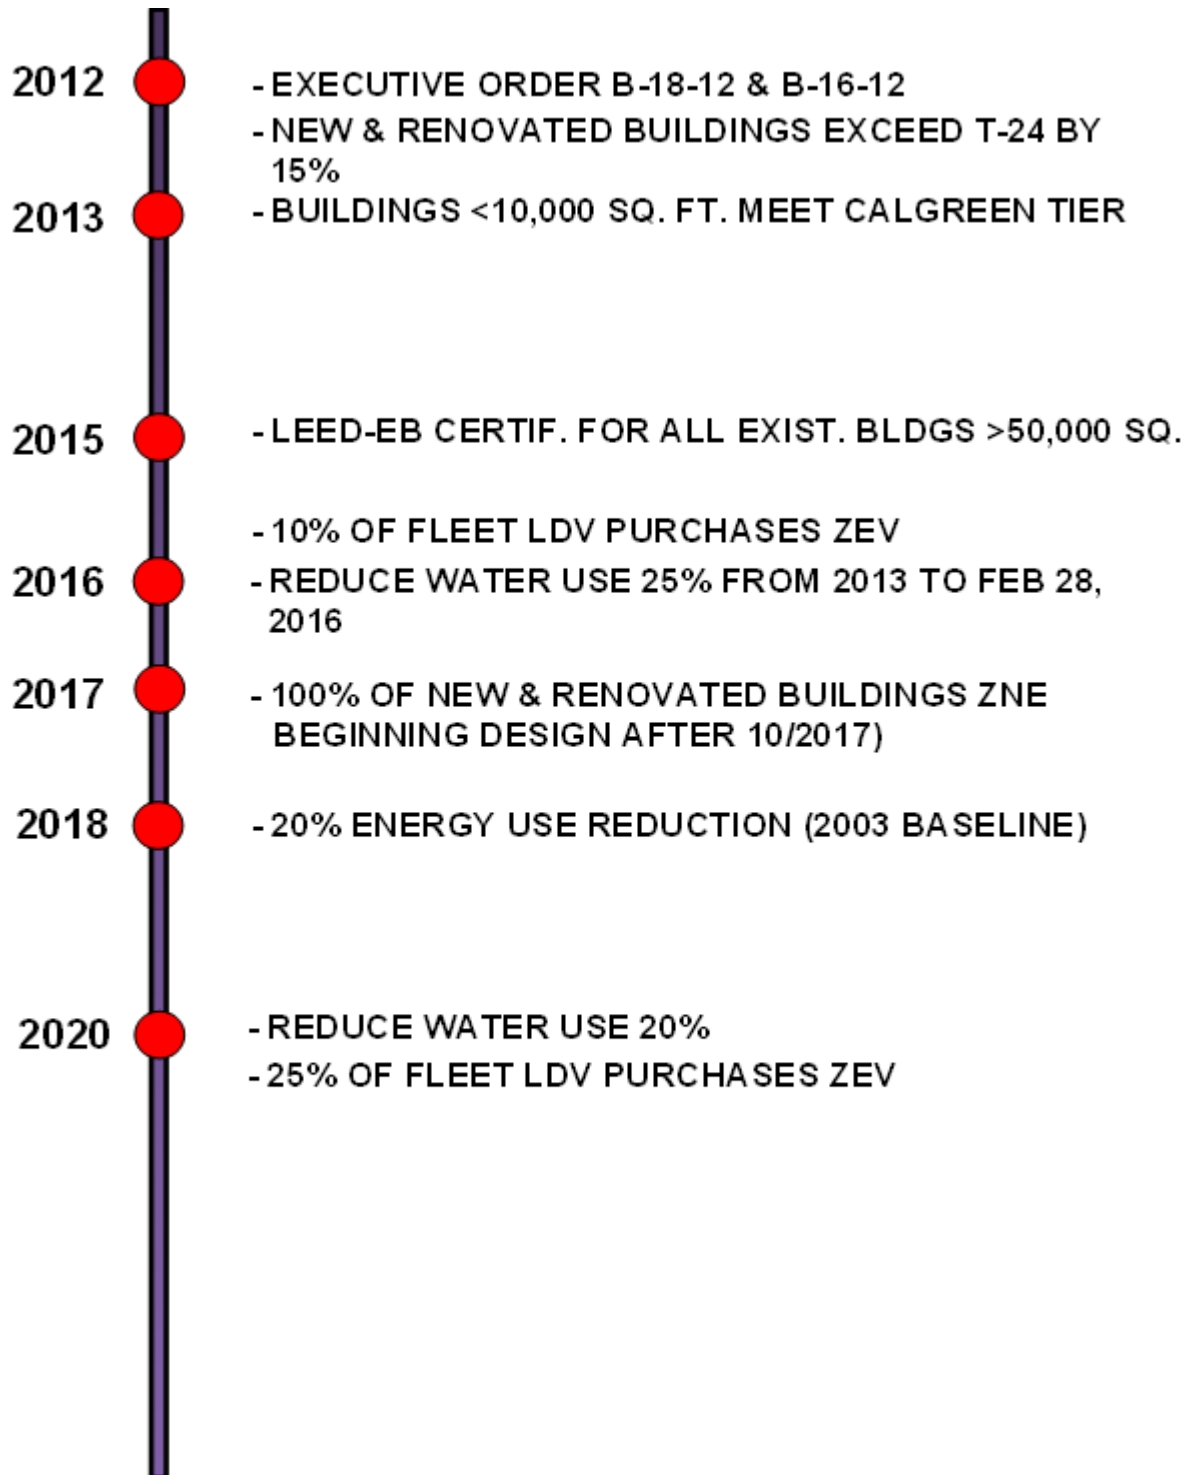 2012
- EXECUTIVE ORDER B-18-12 & B-16-12
- NEW & RENOVATED BUILDINGS EXCEED T-24 BY
15%
2013
- BUILDINGS <10,000 SQ. FT. MEET CALGREEN TIER
2015
- LEED-EB CERTIF. FOR ALL EXIST. BLDGS >50,000 SQ.
- 10% OF FLEET LDV PURCHASES ZEV
2016
- REDUCE WATER USE 25% FROM 2013 TO FEB 28,
2016
2017
- 100% OF NEW & RENOVATED BUILDINGS ZNE
BEGINNING DESIGN AFTER 10/2017)
2018
- 20% ENERGY USE REDUCTION (2003 BASELINE)
2020
- REDUCE WATER USE 20%
- 25% OF FLEET LDV PURCHASES ZEV